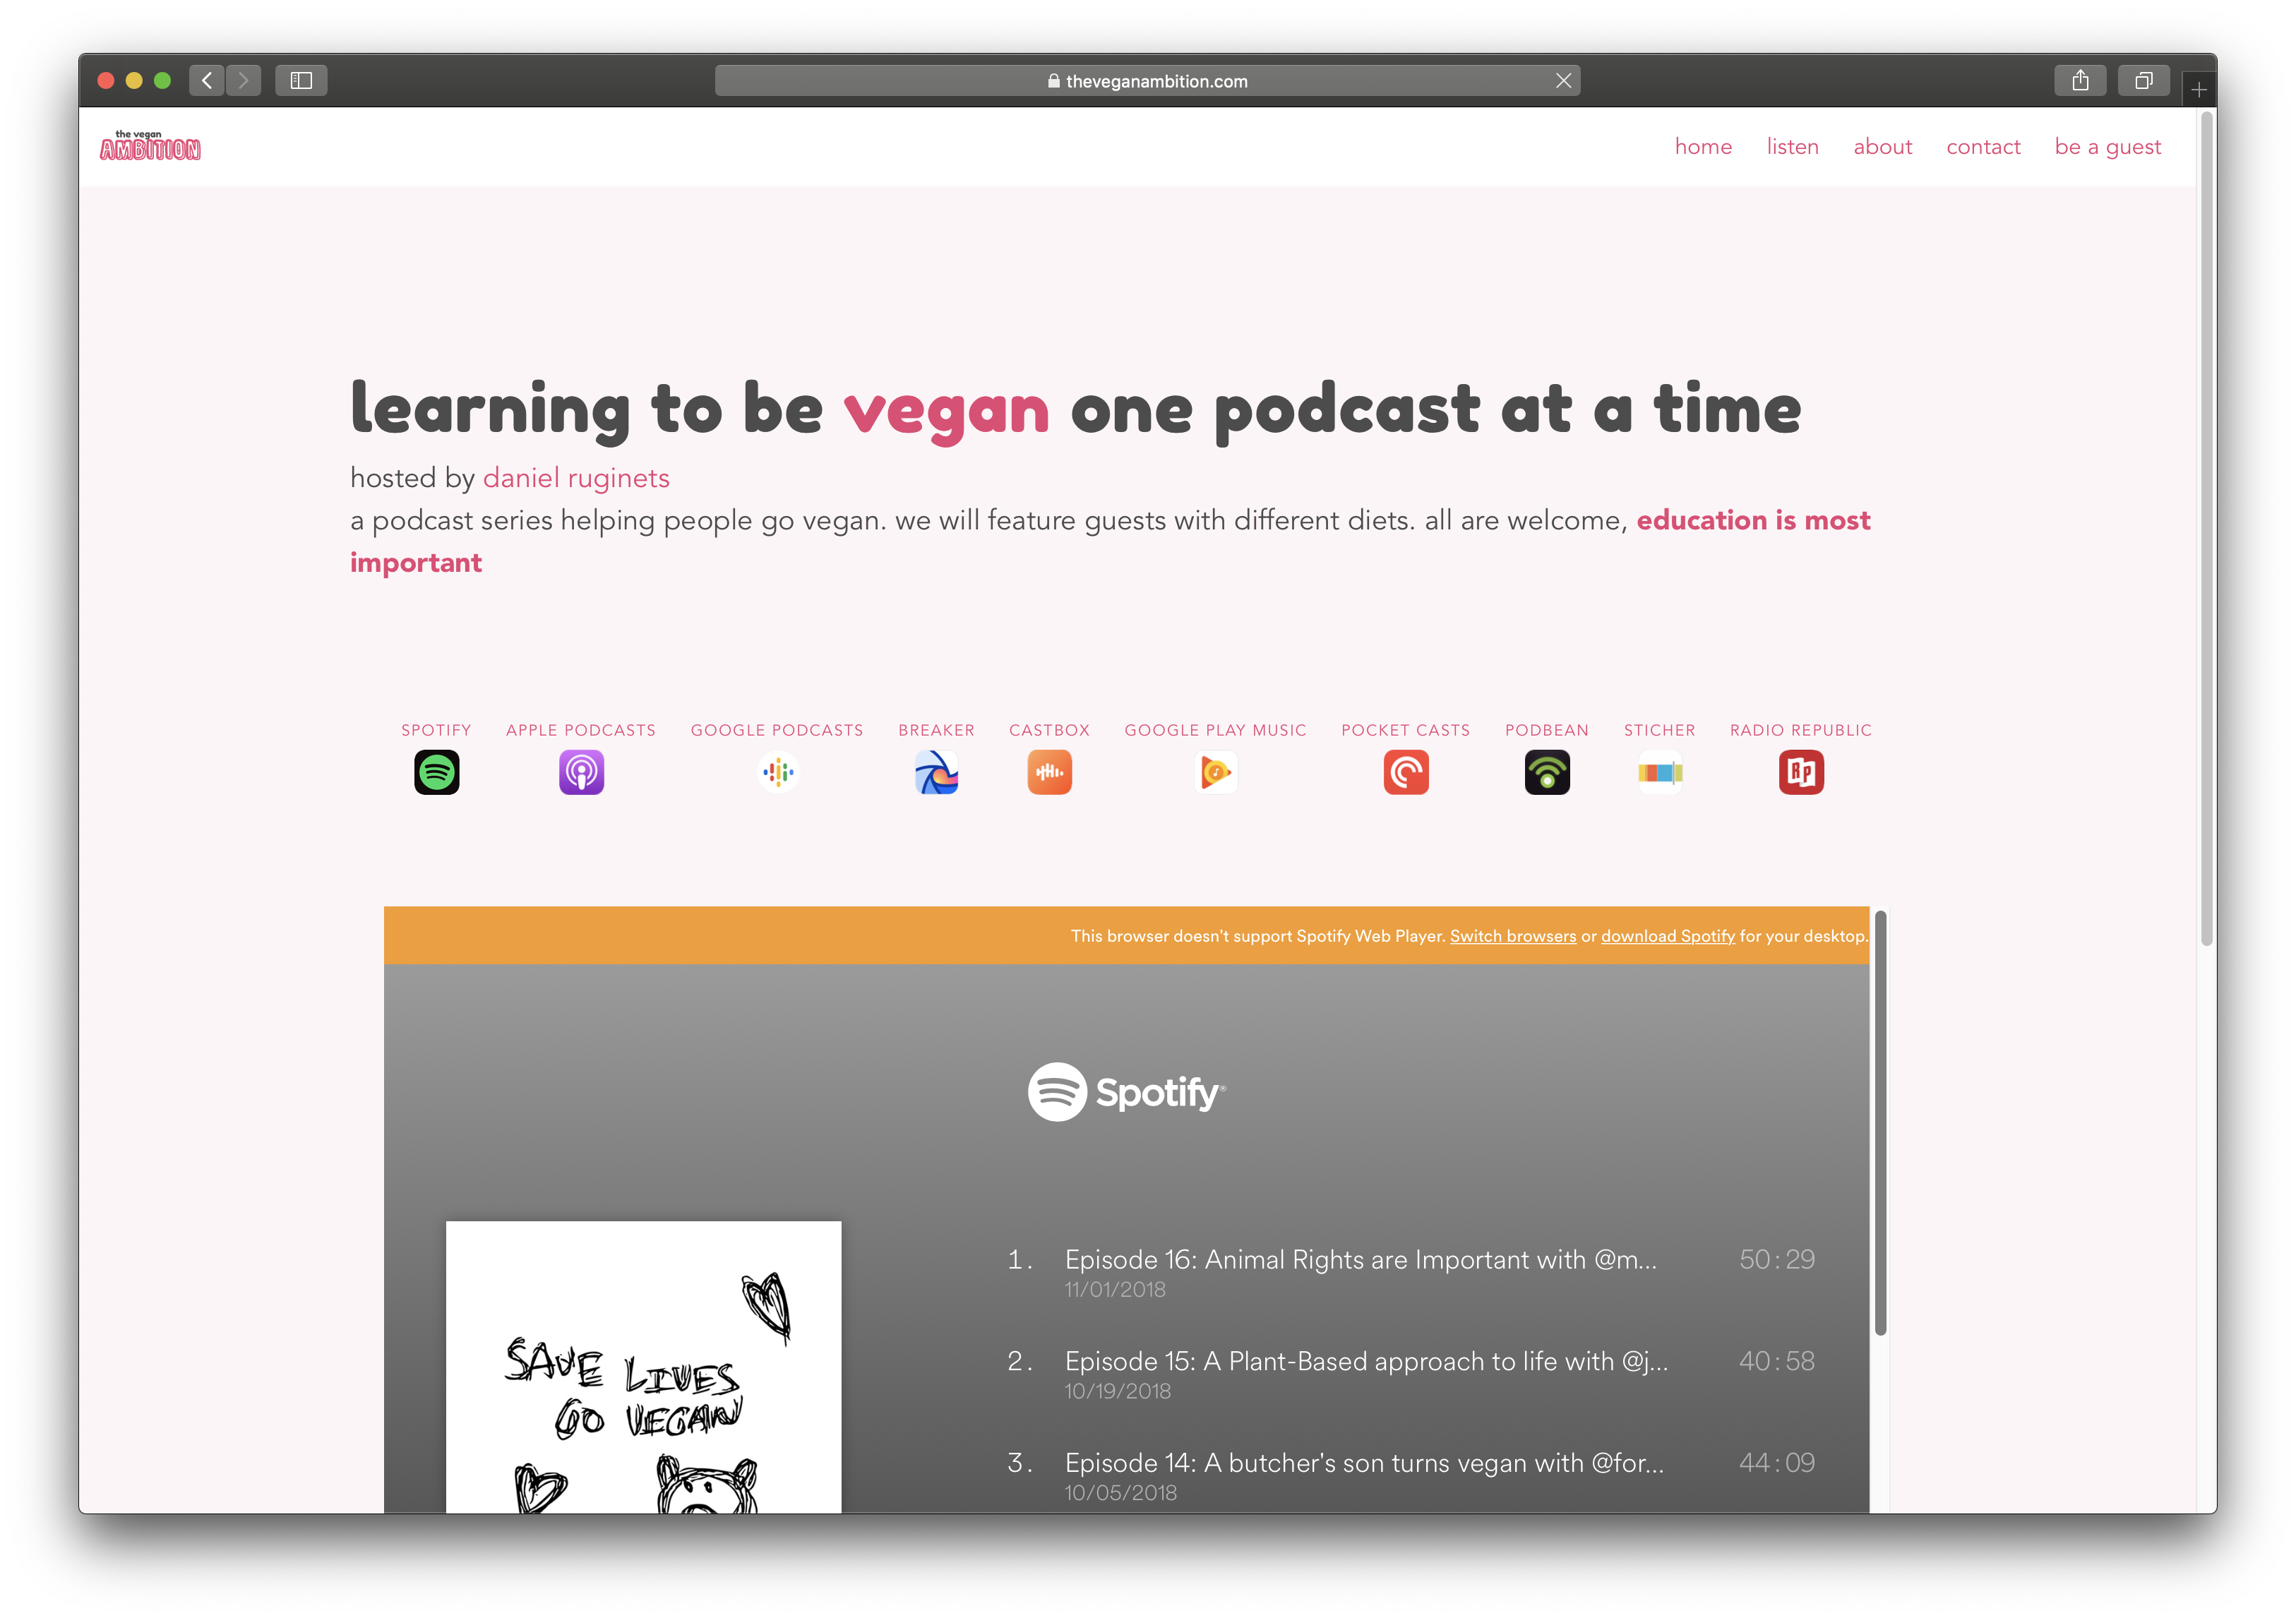 theveganambition.com
the vegan
AMBITION
home listen about contact be a guest
learning to be vegan one podcast at a time
hosted by daniel ruginets
a podcast series helping people go vegan. we will feature guests with different diets. all are welcome, education is most
important
SPOTIFY APPLE PODCASTS GOOGLE PODCASTS BREAKER CASTBOX GOOGLE PLAY MUSIC POCKET CASTS PODBEAN STICHER RADIO REPUBLIC
RP
This browser doesn't support Spotify Web Player. Switch browsers or download Spotify for your desktop.
Spotify®
SAVE LIVES
GO VEGAN
1. Episode 16: Animal Rights are Important with @m... 50:29
11/01/2018
2. Episode 15: A Plant-Based approach to life with @j... 40:58
10/19/2018
3. Episode 14: A butcher's son turns vegan with @for... 44:09
10/05/2018